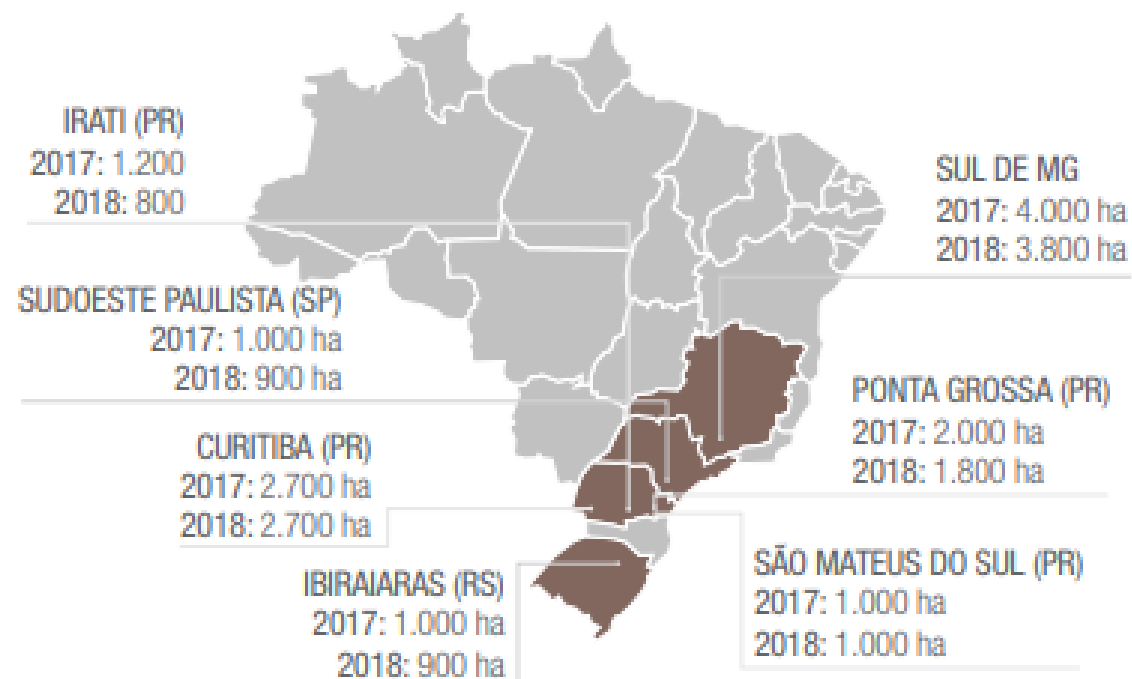 IRATI (PR)
2017: 1.200
2018: 800
SUL DE MG
2017: 4.000 ha
2018: 3.800 ha
SUDOESTE PAULISTA (SP)
2017: 1.000 ha
2018: 900 ha
PONTA GROSSA (PR)
2017: 2.000 ha
2018: 1.800 ha
CURITIBA (PR)
2017: 2.700 ha
2018: 2.700 ha
SÃO MATEUS DO SUL (PR)
2017: 1.000 ha
2018: 1.000 ha
IBIRAIARAS (RS)
2017: 1.000 ha
2018: 900 ha